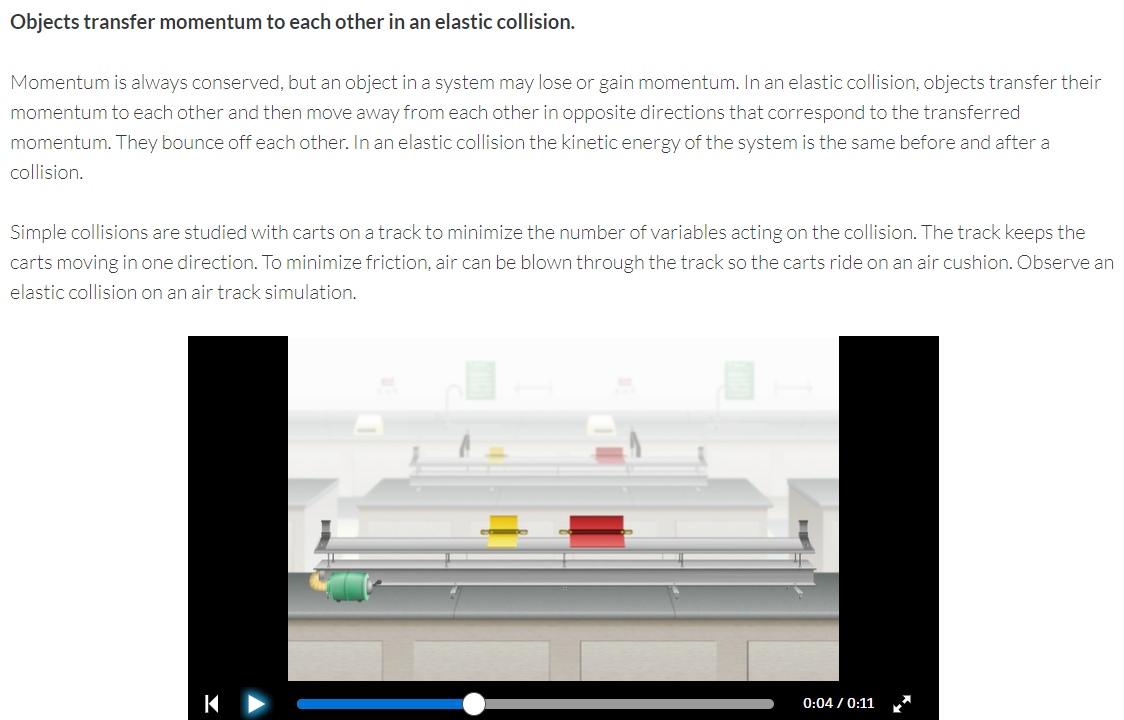 Objects transfer momentum to each other in an elastic collision.
Momentum is always conserved, but an object in a system may lose or gain momentum. In an elastic collision, objects transfer their
momentum to each other and then move away from each other in opposite directions that correspond to the transferred
momentum. They bounce off each other. In an elastic collision the kinetic energy of the system is the same before and after a
collision.
Simple collisions are studied with carts on a track to minimize the number of variables acting on the collision. The track keeps the
carts moving in one direction. To minimize friction, air can be blown through the track so the carts ride on an air cushion. Observe an
elastic collision on an air track simulation.
0:04 / 0:11